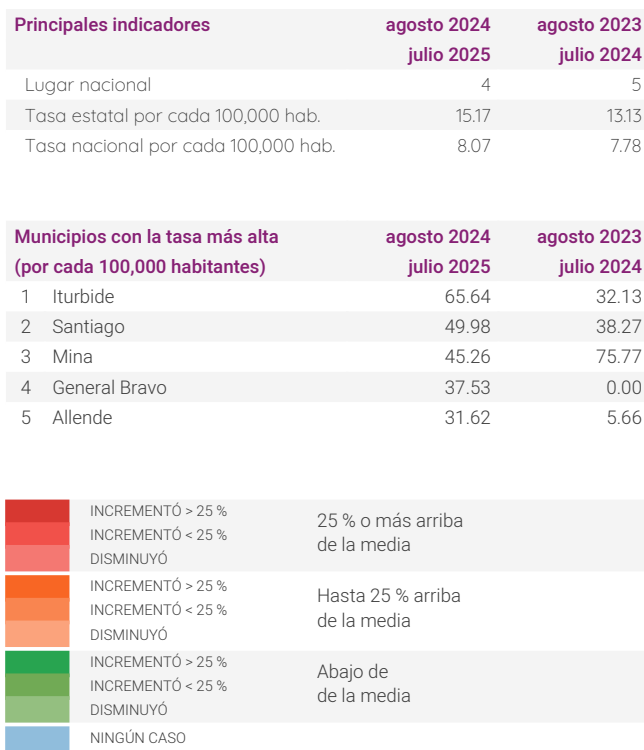 Principales indicadores agosto 2024 agosto 2023
julio 2025 julio 2024
Lugar nacional 4 5
Tasa estatal por cada 100,000 hab. 15.17 13.13
Tasa nacional por cada 100,000 hab. 8.07 7.78
Municipios con la tasa más alta agosto 2024 agosto 2023
(por cada 100,000 habitantes) julio 2025 julio 2024
1 Iturbide 65.64 32.13
2 Santiago 49.98 38.27
3 Mina 45.26 75.77
4 General Bravo 37.53 0.00
5 Allende 31.62 5.66
INCREMENTÓ > 25 %
INCREMENTÓ < 25 %
DISMINUYÓ
25 % o más arriba
de la media
INCREMENTÓ > 25 %
INCREMENTÓ < 25 %
DISMINUYÓ
Hasta 25 % arriba
de la media
INCREMENTÓ > 25 %
INCREMENTÓ < 25 %
DISMINUYÓ
Abajo de
de la media
NINGÚN CASO